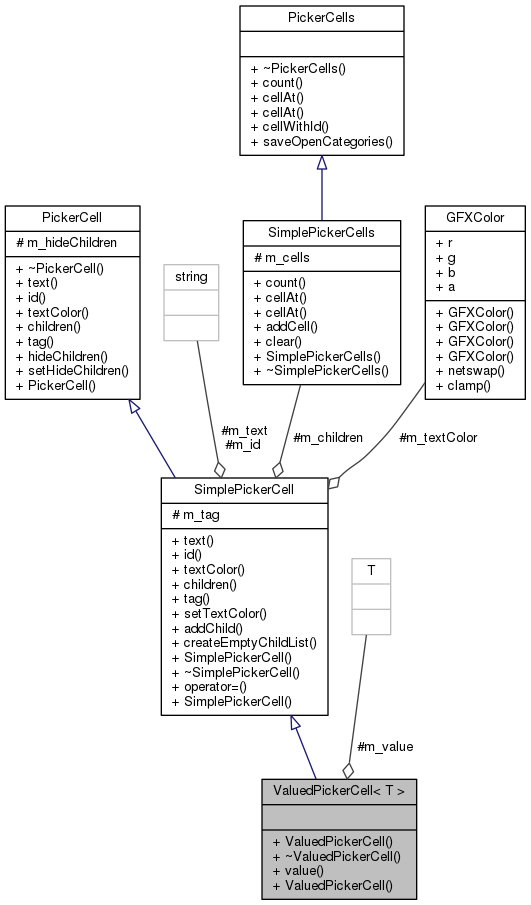 PickerCells
+ ~PickerCells()
+ count()
+ cellAt()
+ cellAt()
+ cellWithId()
+ saveOpenCategories()
PickerCell
# m_hideChildren
+ ~PickerCell()
+ text()
+ id()
+ textColor()
+ children()
+ tag()
+ hideChildren()
+ setHideChildren()
+ PickerCell()
string
SimplePickerCells
# m_cells
+ count()
+ cellAt()
+ cellAt()
+ addCell()
+ clear()
+ SimplePickerCells()
+ ~SimplePickerCells()
GFXColor
+ r
+ g
+ b
+ a
+ GFXColor()
+ GFXColor()
+ GFXColor()
+ GFXColor()
+ netswap()
+ clamp()
#m_text
#m_id
#m_children
#m_textColor
SimplePickerCell
# m_tag
+ text()
+ id()
+ textColor()
+ children()
+ tag()
+ setTextColor()
+ addChild()
+ createEmptyChildList()
+ SimplePickerCell()
+ ~SimplePickerCell()
+ operator=()
+ SimplePickerCell()
T
#m_value
ValuedPickerCell< T >
+ ValuedPickerCell()
+ ~ValuedPickerCell()
+ value()
+ ValuedPickerCell()